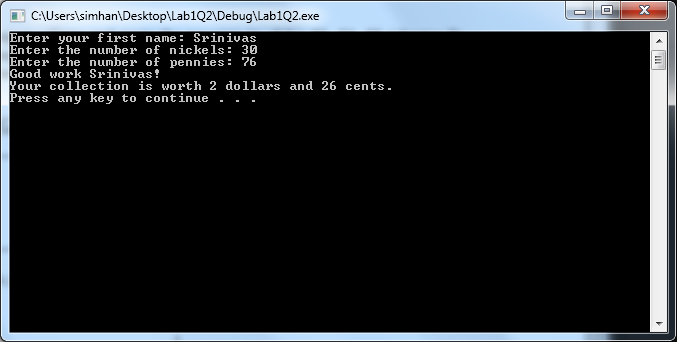 C:\Users\simhan\Desktop\Lab1Q2\Debug\Lab1Q2.exe
Enter your first name: Srinivas
Enter the number of nickels: 30
Enter the number of pennies: 76
Good work Srinivas!
Your collection is worth 2 dollars and 26 cents.
Press any key to continue . . .